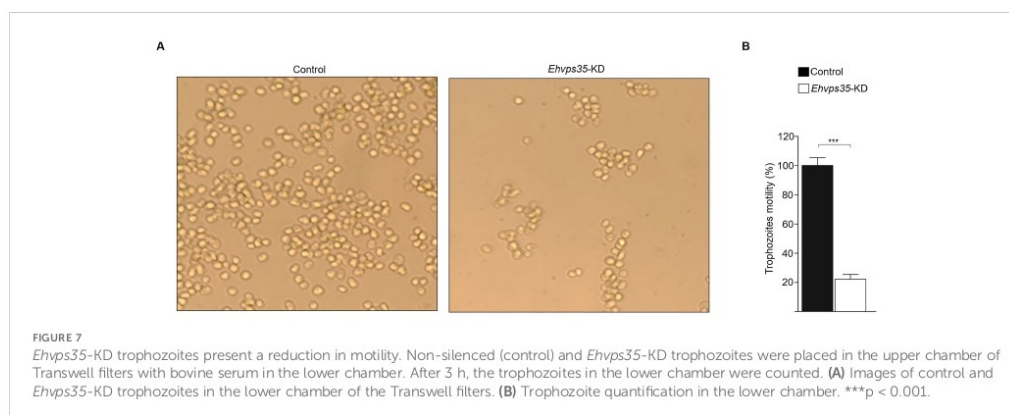 A
B
Control
Ehvps35-KD
Control
Ehvps35-KD
120
100
80
60
40
20
Trophozoites motility (%)
***
FIGURE 7
Ehvps35-KD trophozoites present a reduction in motility. Non-silenced (control) and Ehvps35-KD trophozoites were placed in the upper chamber of
Transwell filters with bovine serum in the lower chamber. After 3 h, the trophozoites in the lower chamber were counted. (A) Images of control and
Ehvps35-KD trophozoites in the lower chamber of the Transwell filters. (B) Trophozoite quantification in the lower chamber. ***p < 0.001.